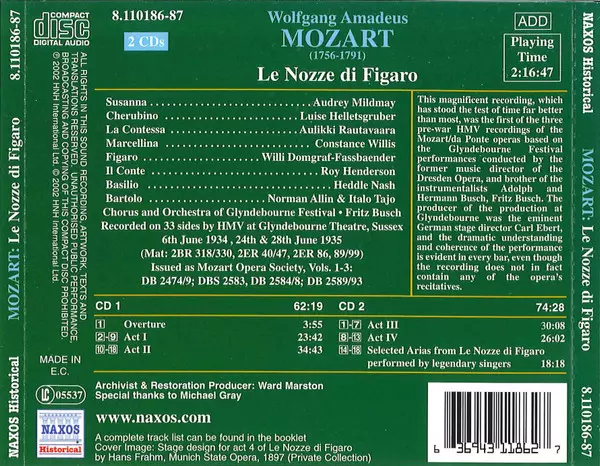 8.110186-87
MOZART: Le Nozze di Figaro
NAXOS Historical
COMPACT
disc
DIGITAL AUDIO
8.110186-87
2 CDs
Wolfgang Amadeus
MOZART
(1756-1791)
Le Nozze di Figaro
ADD
Playing
Time
2:16:47
ALL RIGHTS IN THIS SOUND RECORDING, ARTWORK, TEXTS AND
TRANSLATIONS RESERVED. UNAUTHORISED PUBLIC PERFORMANCE,
BROADCASTING AND COPYING OF THIS COMPACT DISC PROHIBITED.
℗ 2002 HNH International Ltd. © 2002 HNH International Ltd.
Susanna . . . . . . . . . . . . . . . . . . . . Audrey Mildmay
Cherubino . . . . . . . . . . . . . . . . . Luise Helletsgruber
La Contessa . . . . . . . . . . . . . . . Aulikki Rautavaara
Marcellina . . . . . . . . . . . . . . . . . . Constance Willis
Figaro . . . . . . . . . . . . . Willi Domgraf-Fassbaender
Il Conte . . . . . . . . . . . . . . . . . . . . . Roy Henderson
Basilio . . . . . . . . . . . . . . . . . . . . . . . Heddle Nash
Bartolo . . . . . . . . . . . . . Norman Allin & Italo Tajo
Chorus and Orchestra of Glyndebourne Festival • Fritz Busch
Recorded on 33 sides by HMV at Glyndebourne Theatre, Sussex
6th June 1934 , 24th & 28th June 1935
(Mat: 2BR 318/330, 2ER 40/47, 2ER 86, 89/99)
Issued as Mozart Opera Society, Vols. 1-3:
DB 2474/9; DBS 2583, DB 2584/8; DB 2589/93
This magnificent recording, which
has stood the test of time far better
than most, was the first of the three
pre-war HMV recordings of the
Mozart/da Ponte operas based on
the Glyndebourne Festival
performances conducted by the
former music director of the
Dresden Opera, and brother of the
instrumentalists Adolph and
Hermann Busch, Fritz Busch. The
producer of the production at
Glyndebourne was the eminent
German stage director Carl Ebert,
and the dramatic understanding
and coherence of the performance
is evident in every bar, even though
the recording does not in fact
contain any of the opera's
recitatives.
CD 1 62:19
1 Overture 3:55
2-9 Act I 23:42
10-18 Act II 34:43
CD 2 74:28
1-7 Act III 30:08
8-13 Act IV 26:02
14-18 Selected Arias from Le Nozze di Figaro
performed by legendary singers 18:18
MADE IN
E.C.
LC 05537
NAXOS
Historical
Archivist & Restoration Producer: Ward Marston
Special thanks to Michael Gray
www.naxos.com
A complete track list can be found in the booklet
Cover Image: Stage design for act 4 of Le Nozze di Figaro
by Hans Frahm, Munich State Opera, 1897 (Private Collection)
6 36943 11862 7
NAXOS Historical
MOZART: Le Nozze di Figaro
8.110186-87